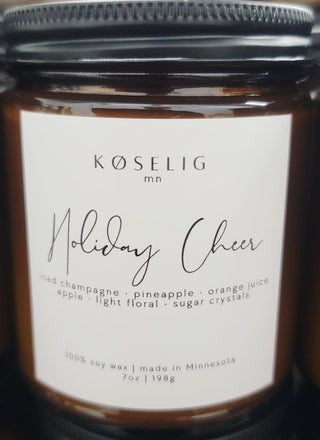 KØSELIG
mn
Holiday Cheer
iced champagne · pineapple · orange juice
apple · light floral · sugar crystals
100% soy wax | made in Minnesota
7oz | 198g